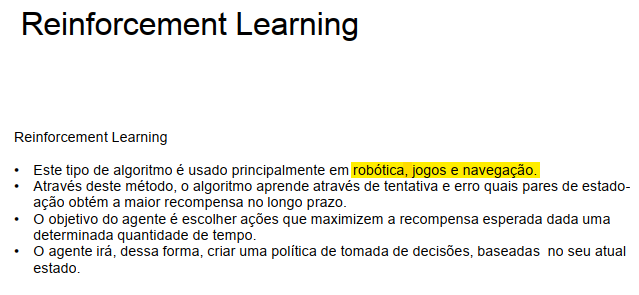 Reinforcement Learning
Reinforcement Learning
• Este tipo de algoritmo é usado principalmente em robótica, jogos e navegação.
• Através deste método, o algoritmo aprende através de tentativa e erro quais pares de estado-
ação obtém a maior recompensa no longo prazo.
• O objetivo do agente é escolher ações que maximizem a recompensa esperada dada uma
determinada quantidade de tempo.
• O agente irá, dessa forma, criar uma política de tomada de decisões, baseadas  no seu atual
estado.